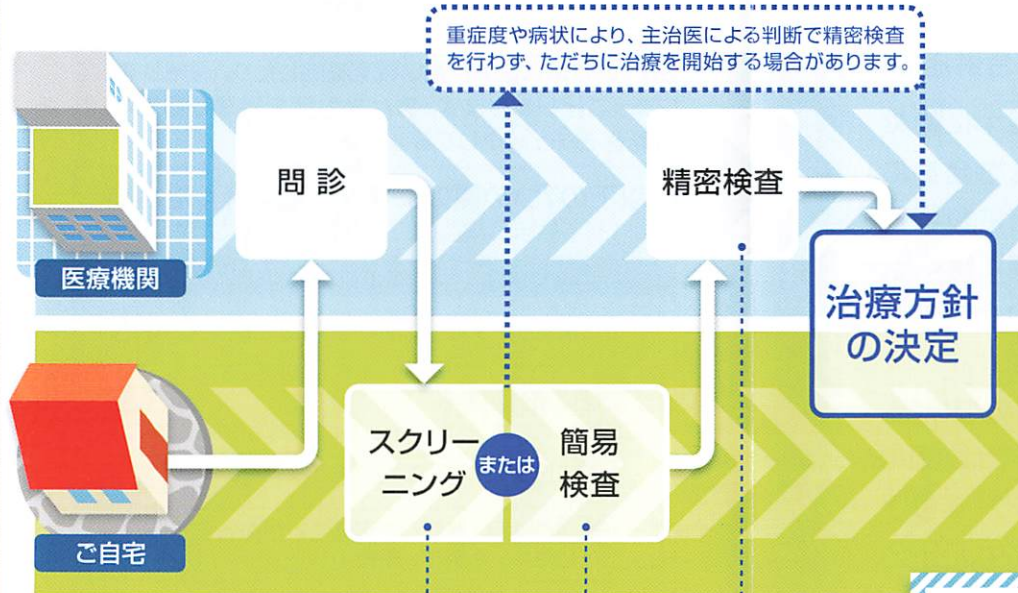 重症度や病状により、主治医による判断で精密検査
を行わず、ただちに治療を開始する場合があります。
問診
精密検査
医療機関
治療方針
の決定
スクリー
ニング
または
簡易
検査
ご自宅